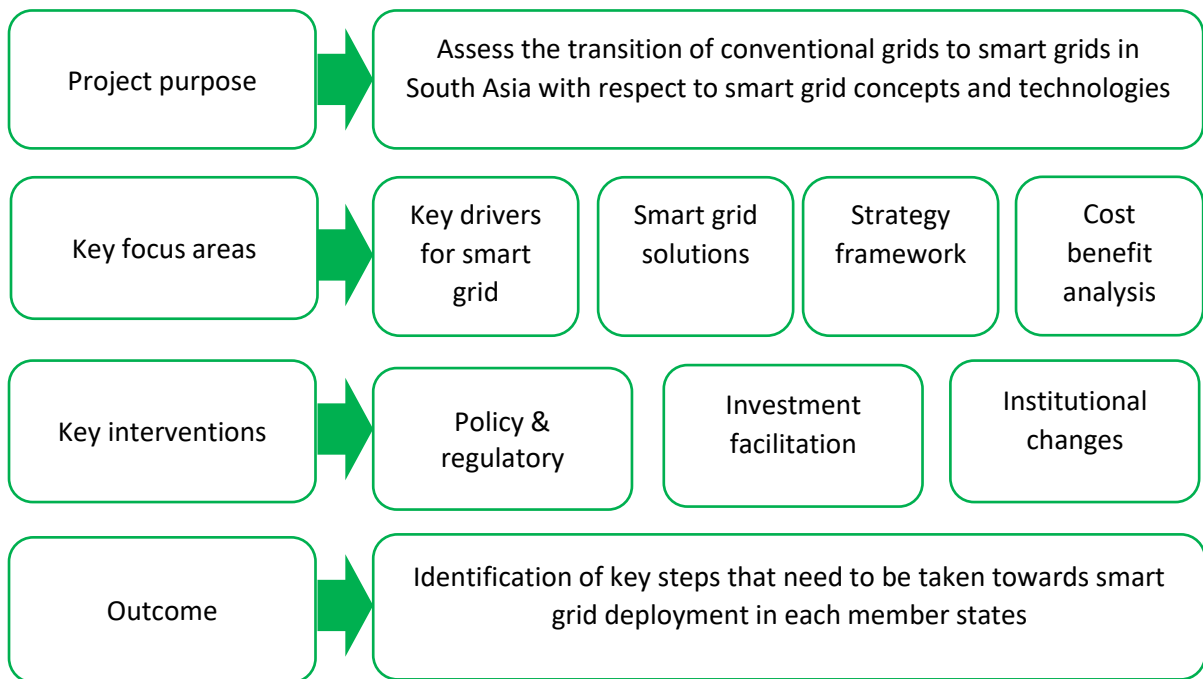 Project purpose
Assess the transition of conventional grids to smart grids in
South Asia with respect to smart grid concepts and technologies
Key focus areas
Key drivers
for smart
grid
Smart grid
solutions
Strategy
framework
Cost
benefit
analysis
Key interventions
Policy &
regulatory
Investment
facilitation
Institutional
changes
Outcome
Identification of key steps that need to be taken towards smart
grid deployment in each member states